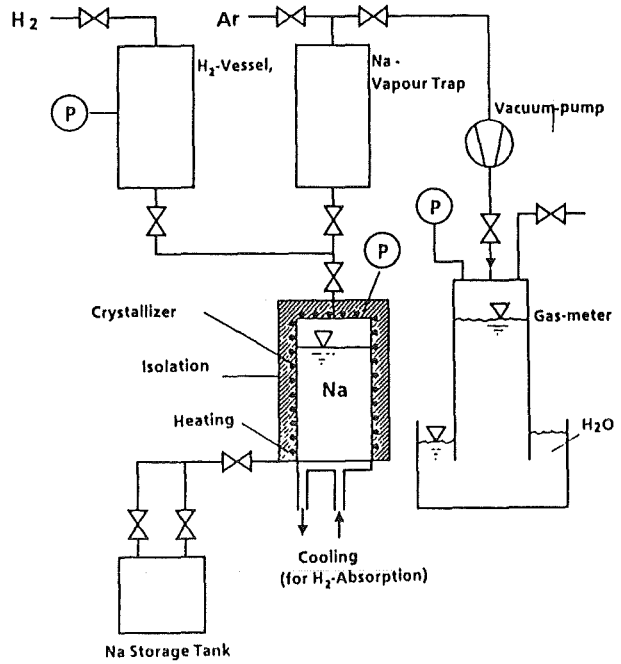 H2
Ar
H2-Vessel,
Na-
Vapour Trap
Vacuum-pump
P
P
P
Crystallizer
Gas-meter
Isolation
Na
Heating
H2O
Cooling
(for H2-Absorption)
Na Storage Tank